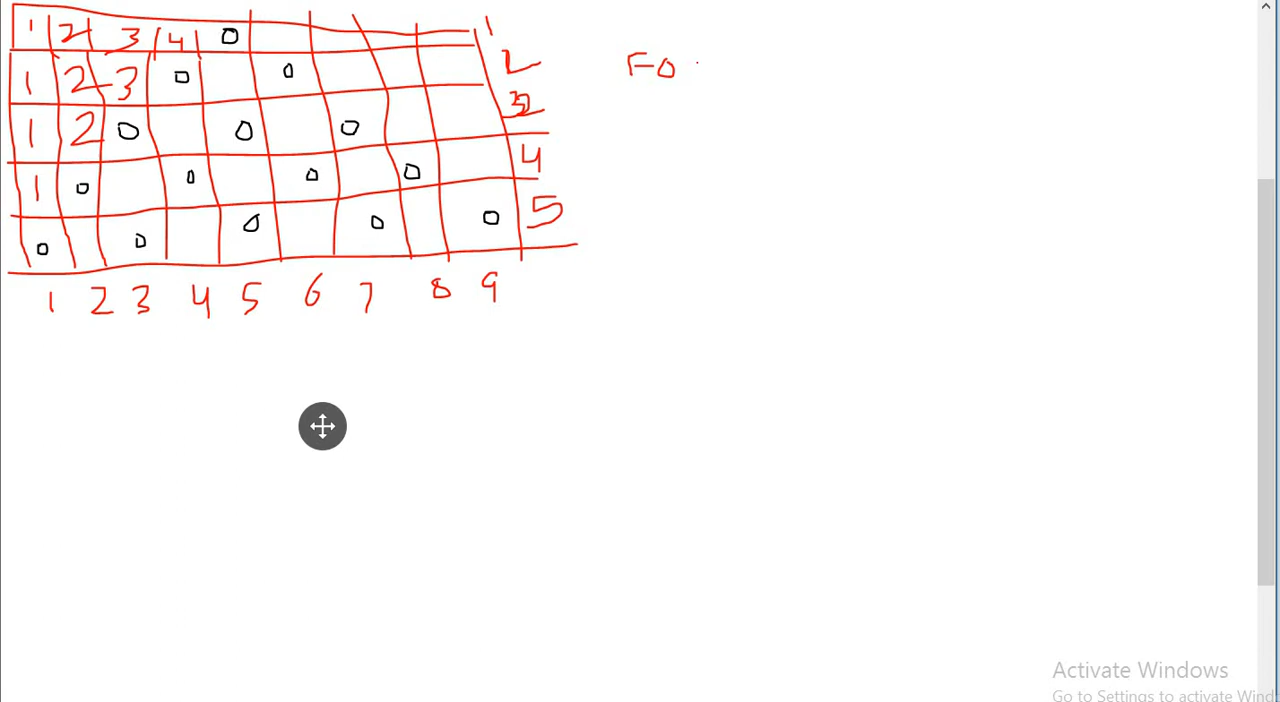 1 2 3 4 0 1
1 2 3 0 0 2 Fo
1 2 0 0 0
1 0 0 0 0 4
0 0 0 0 0 5
1 2 3 4 5 6 7 8 9
Activate Windows
Go to Settings to activate Wind